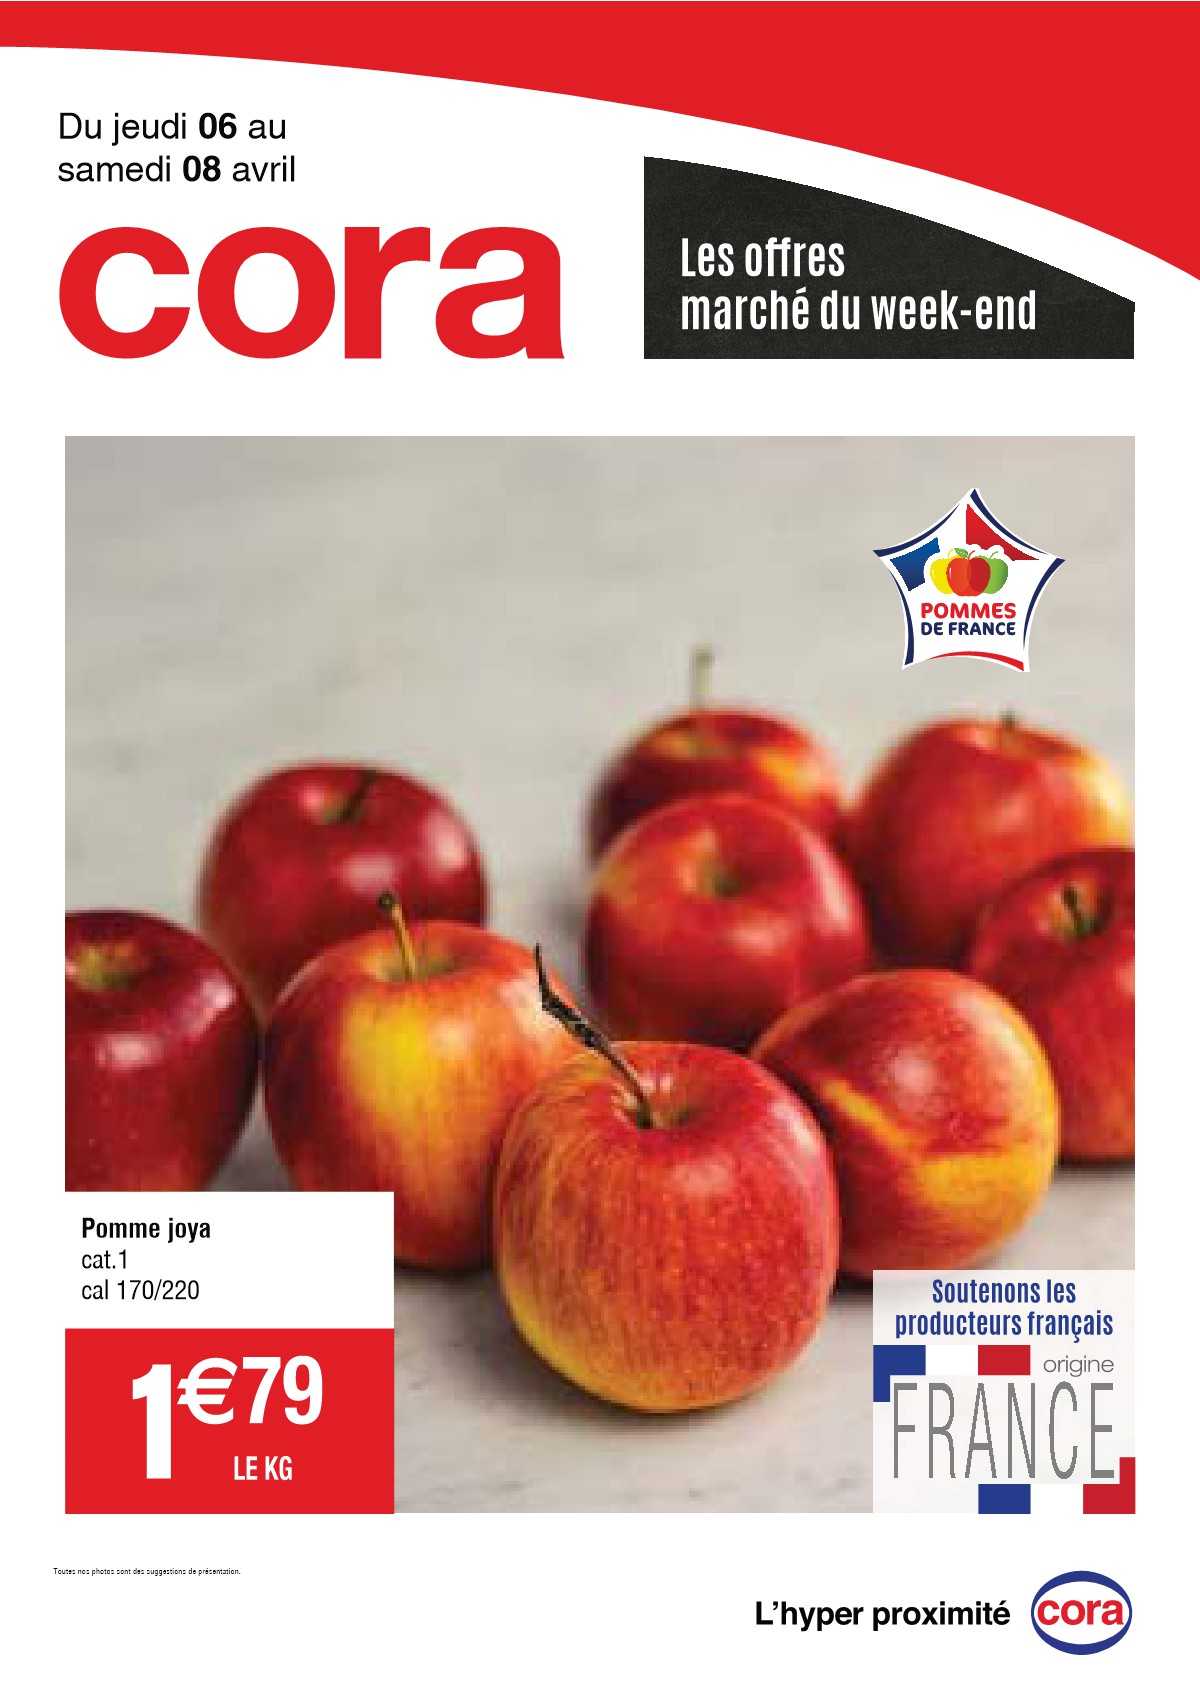 Du jeudi 06 au
samedi 08 avril
cora
Les offres
marché du week-end
POMMES
DE FRANCE
Pomme joya
cat.1
cal 170/220
1€79
LE KG
Soutenons les
producteurs français
origine
FRANCE
Toutes nos photos sont des suggestions de présentation.
L'hyper proximité
cora